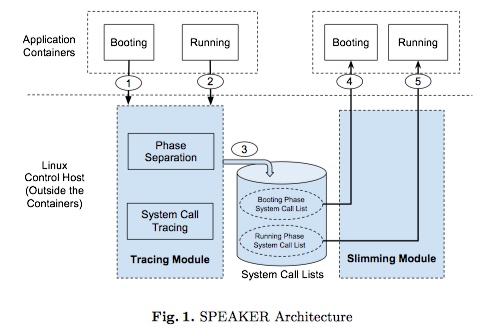 Application
Containers
Booting
Running
Booting
Running
1
2
4
5
Linux
Control Host
(Outside the
Containers)
Phase
Separation
System Call
Tracing
Tracing Module
3
Booting Phase
System Call List
Running Phase
System Call List
System Call Lists
Slimming Module
Fig. 1. SPEAKER Architecture